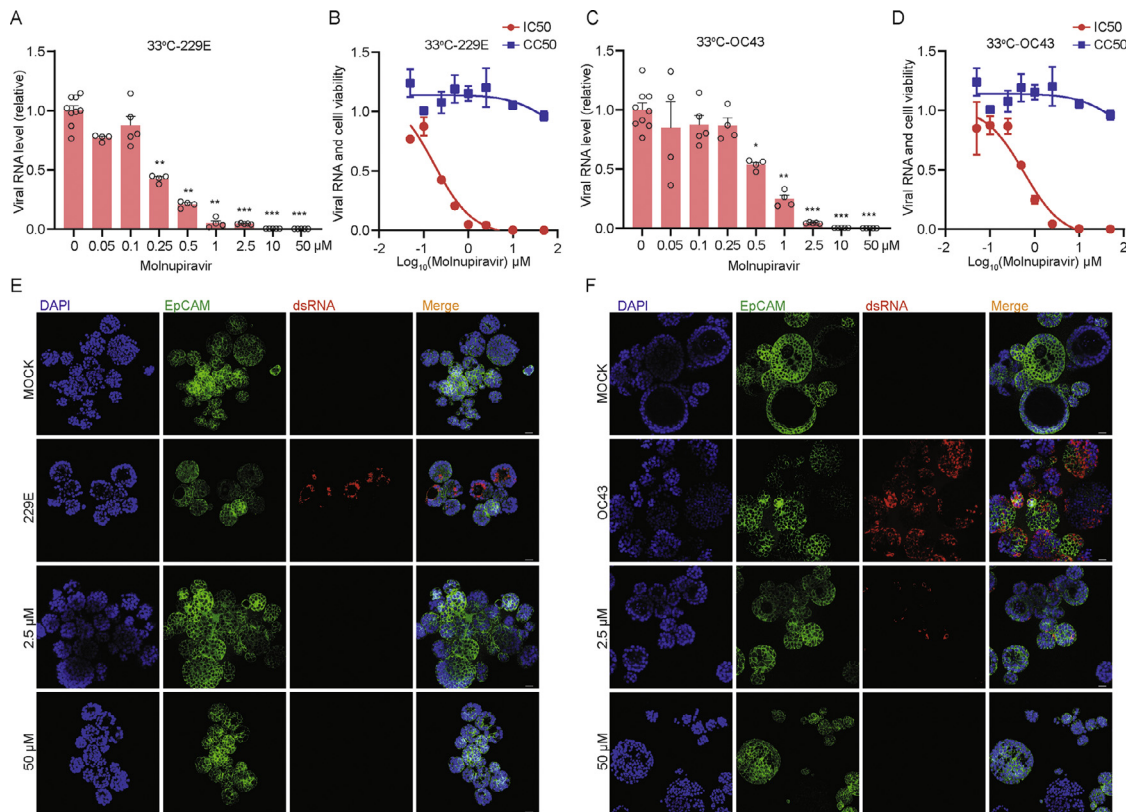 A
33°C-229E
Viral RNA level (relative)
1.5
1.0
0.5
0.0
** ** ** *** *** ***
0 0.05 0.1 0.25 0.5 1 2.5 10 50 μM
Molnupiravir
B
IC50
CC50
33°C-229E
Viral RNA and celll viability
1.5
1.0
0.5
0.0
-2 -1 0 1 2
Log10(Molnupiravir) μM
C
33°C-OC43
Viral RNA level (relative)
1.5
1.0
0.5
0.0
* ** *** *** ***
0 0.05 0.1 0.25 0.5 1 2.5 10 50 μM
Molnupiravir
D
IC50
CC50
33°C-OC43
Viral RNA and celll viability
1.5
1.0
0.5
0.0
-2 -1 0 1 2
Log10(Molnupiravir) μM
E
DAPI EpCAM dsRNA Merge
MOCK
229E
2.5 μM
50 μM
F
DAPI EpCAM dsRNA Merge
MOCK
OC43
2.5 μM
50 μM